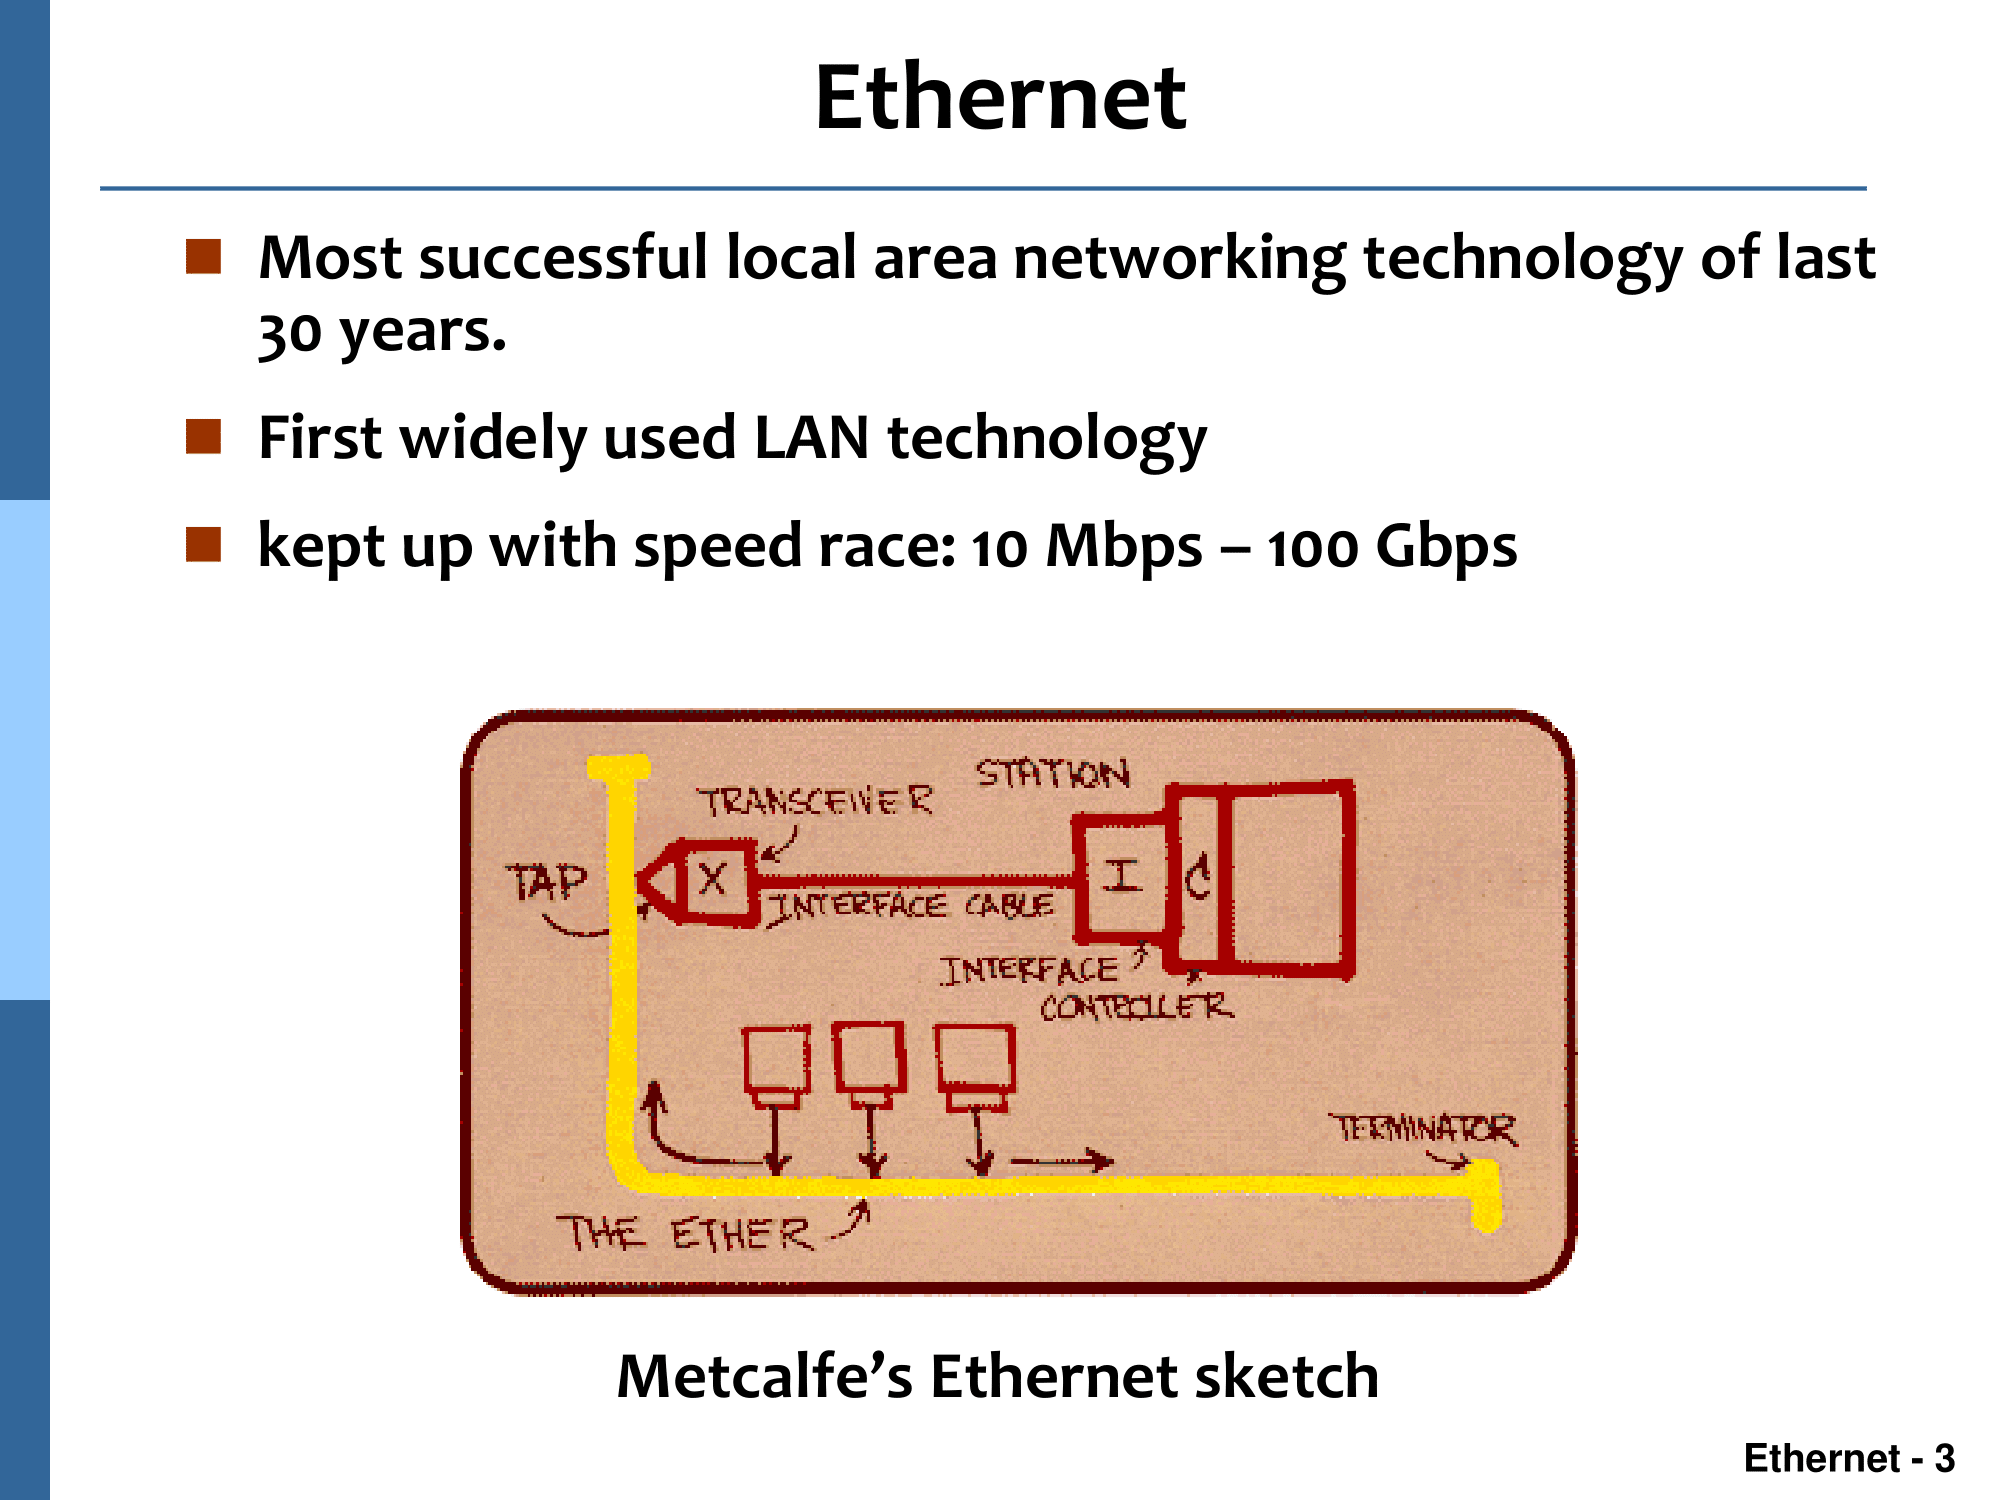 Ethernet
Most successful local area networking technology of last
30 years.
First widely used LAN technology
kept up with speed race: 10 Mbps – 100 Gbps
STATION
TRANSCEIVER
TAP
X
I
C
INTERFACE CABLE
INTERFACE
CONTROLLER
TERMINATOR
THE ETHER
Metcalfe’s Ethernet sketch
Ethernet - 3